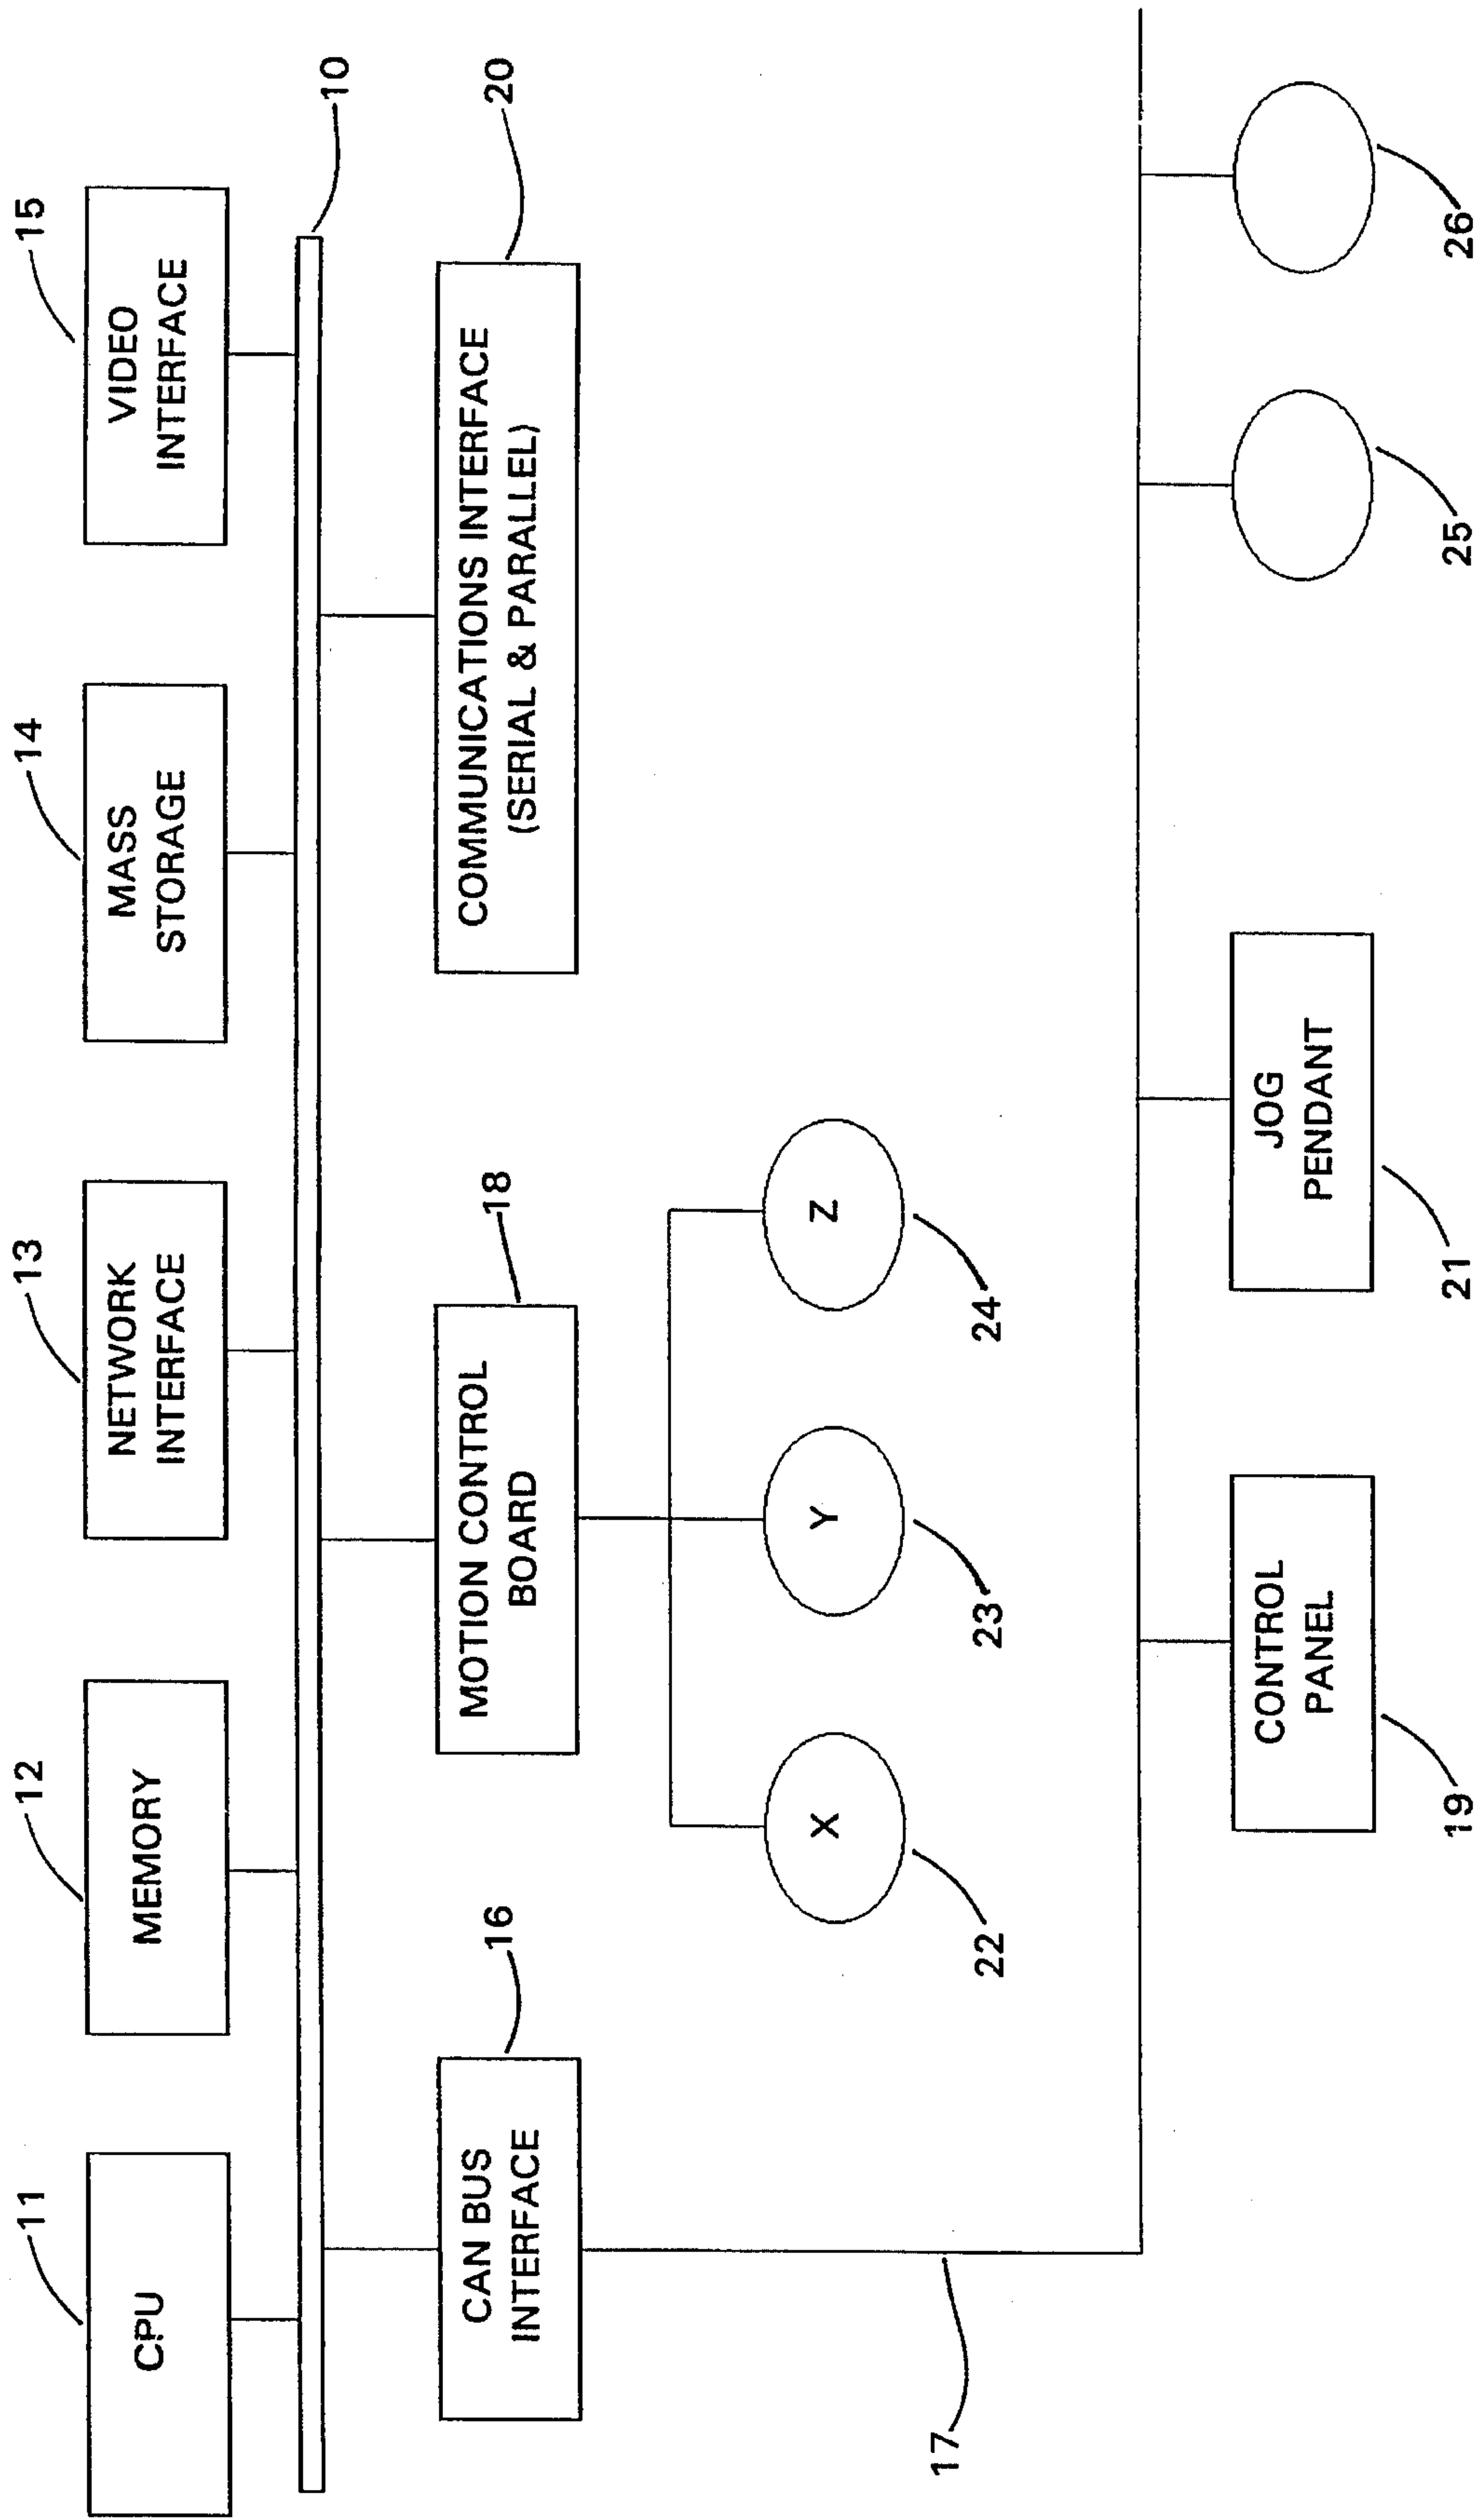 11
12
13
14
15
CPU
MEMORY
NETWORK
INTERFACE
MASS
STORAGE
VIDEO
INTERFACE
10
16
18
20
CAN BUS
INTERFACE
MOTION CONTROL
BOARD
COMMUNICATIONS INTERFACE
(SERIAL & PARALLEL)
X
Y
Z
17
22
23
24
CONTROL
PANEL
JOG
PENDANT
19
21
25
26